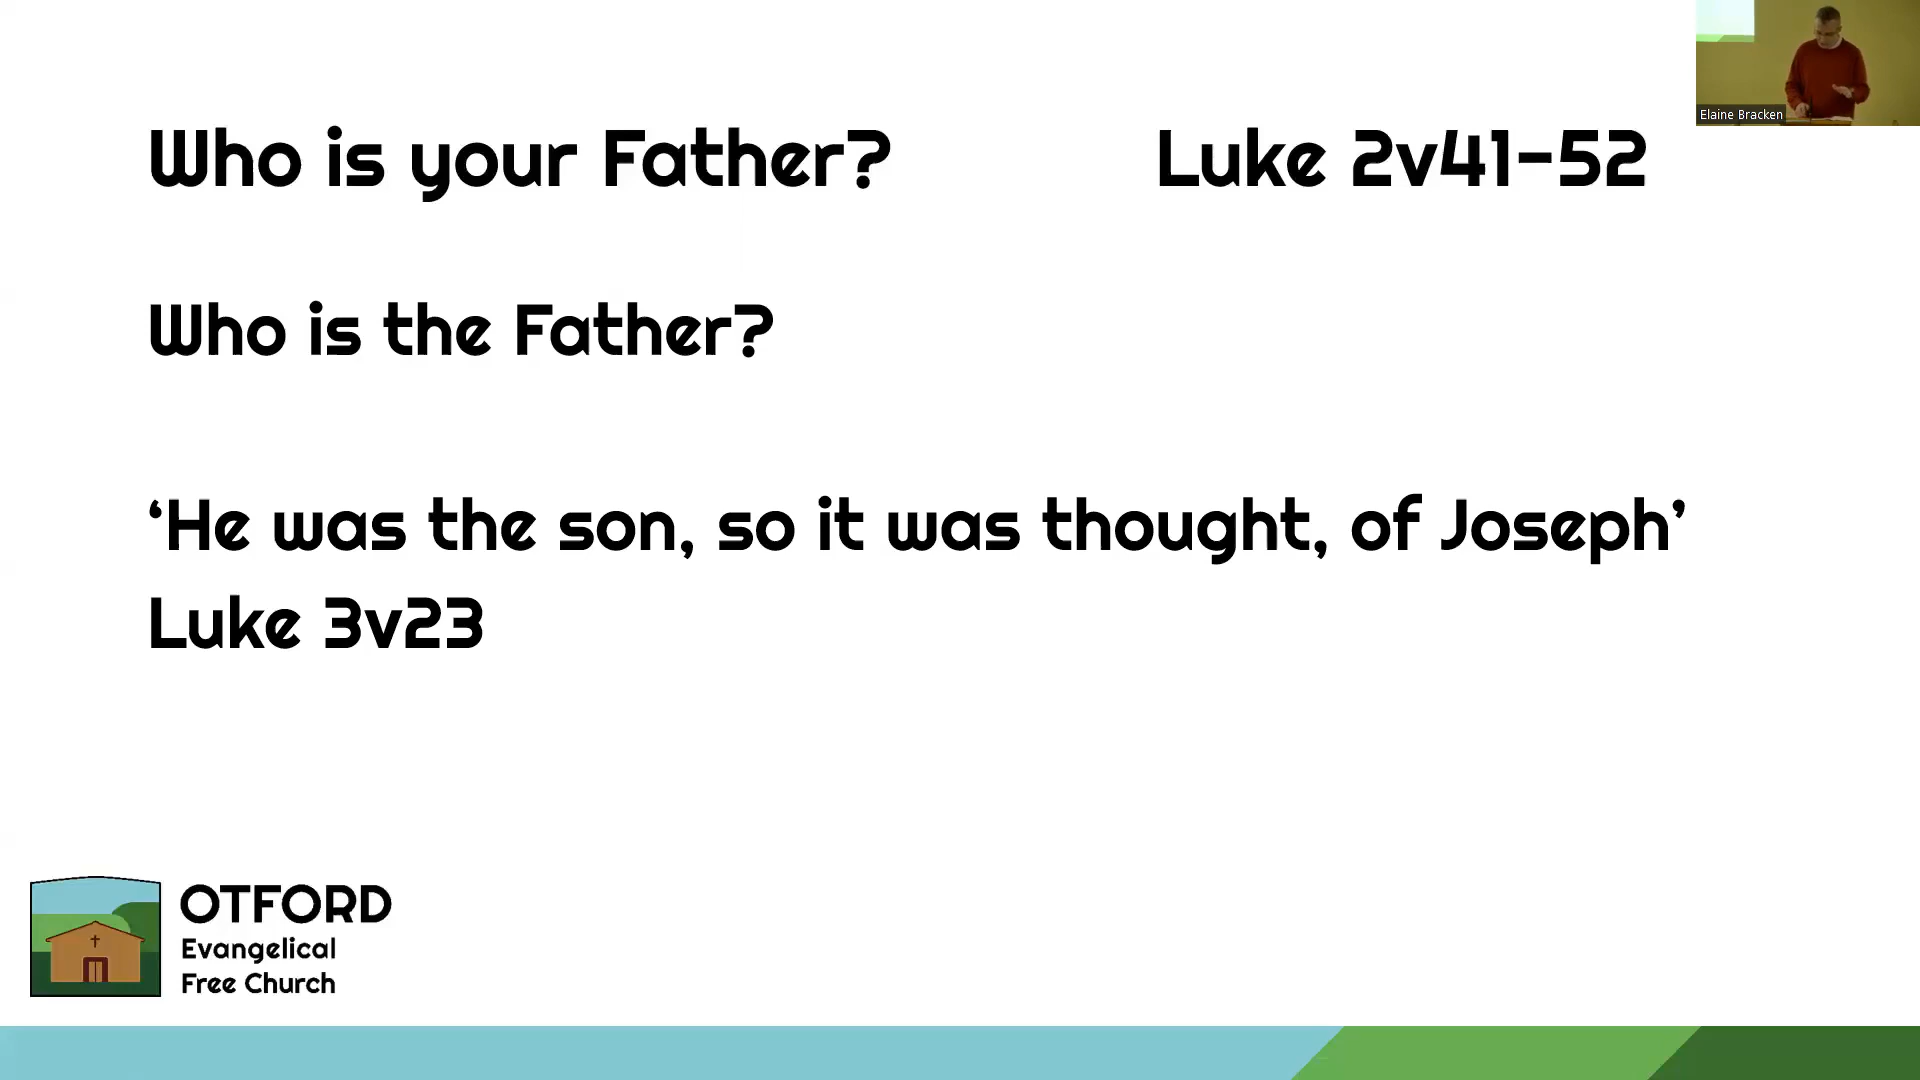 Who is your Father? Luke 2v41-52
Elaine Bracken
Who is the Father?
‘He was the son, so it was thought, of Joseph’
Luke 3v23
OTFORD
Evangelical
Free Church